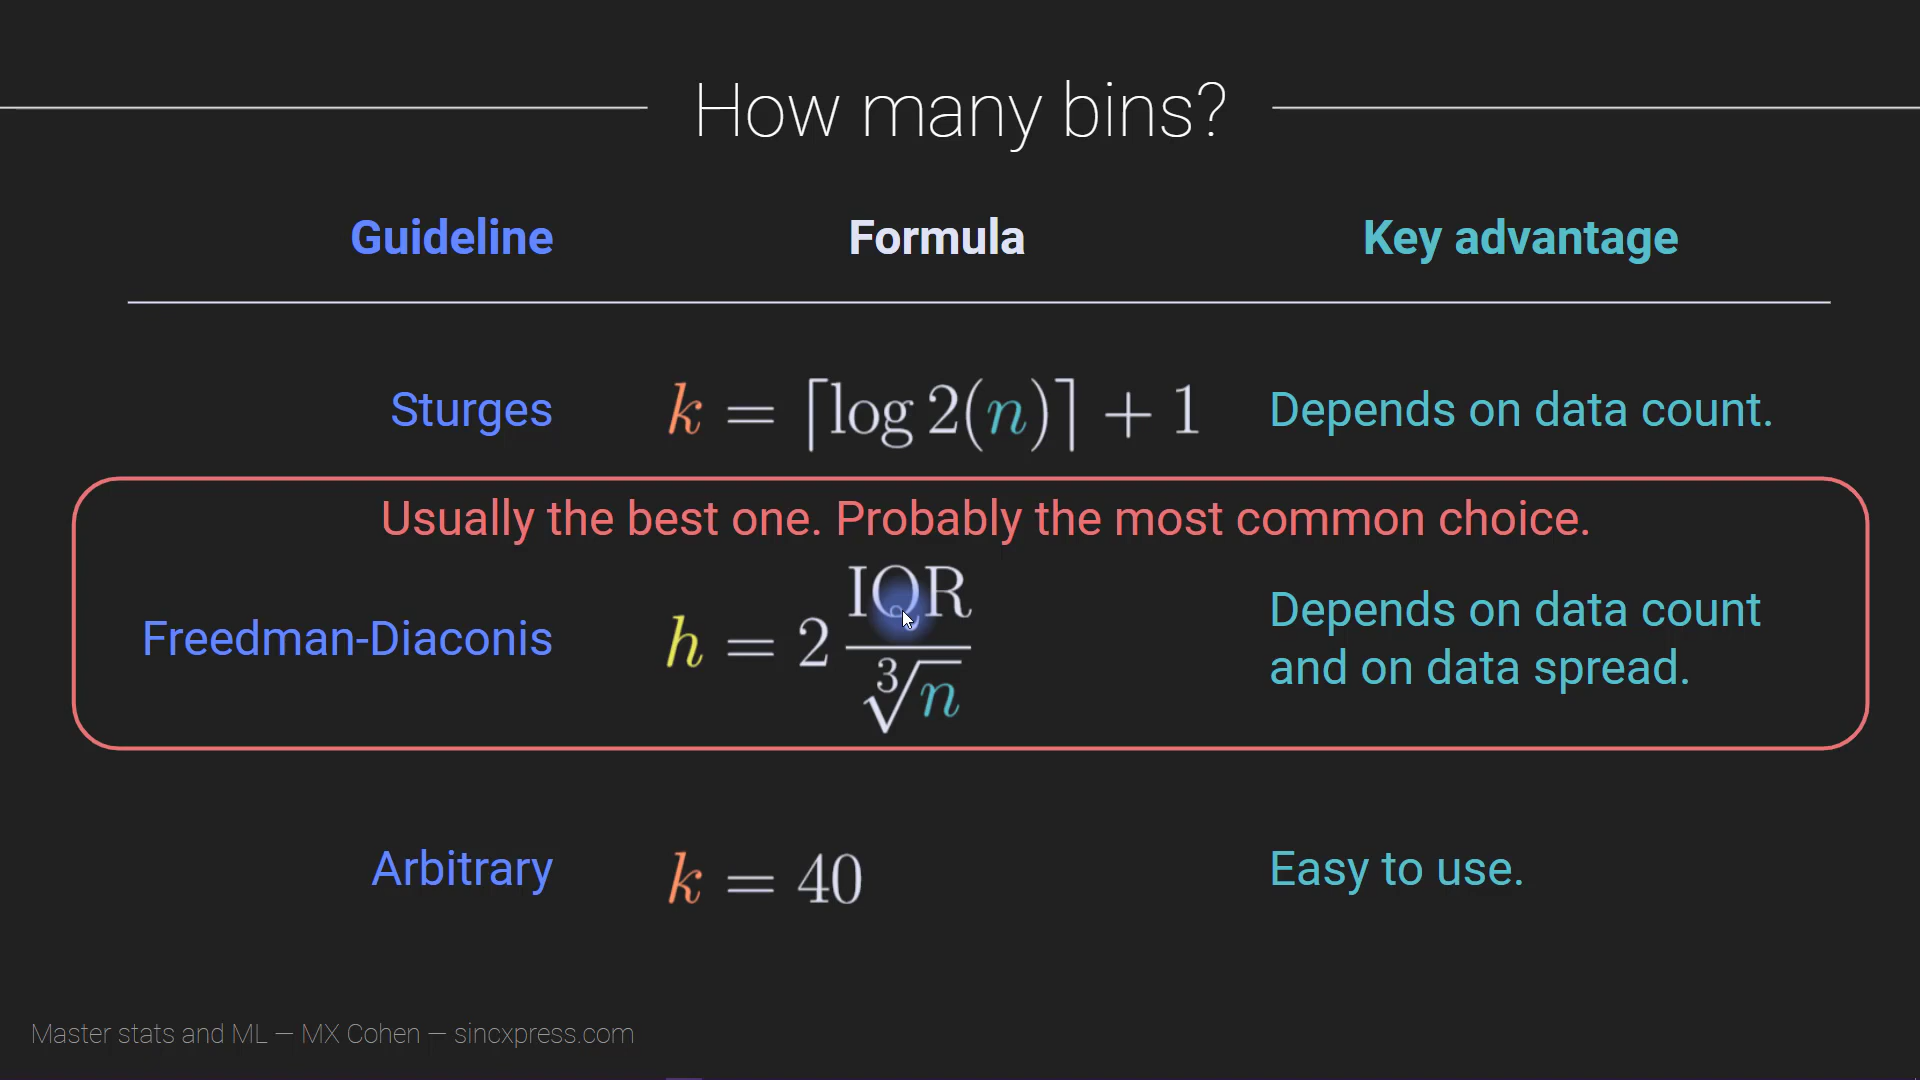 How many bins?
Guideline Formula Key advantage
Sturges k = ⌈log 2(n)⌉ + 1 Depends on data count.
Usually the best one. Probably the most common choice.
Freedman-Diaconis h = 2 IQR / ∛n Depends on data count
and on data spread.
Arbitrary k = 40 Easy to use.
Master stats and ML — MX Cohen — sincxpress.com